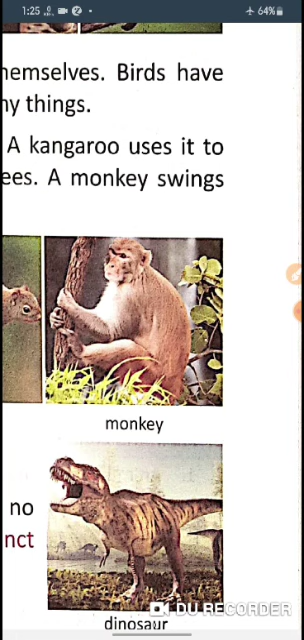 1:25
64%
hemselves. Birds have
ny things.
A kangaroo uses it to
ees. A monkey swings
monkey
no
nct
dinosaur
DU RECORDER